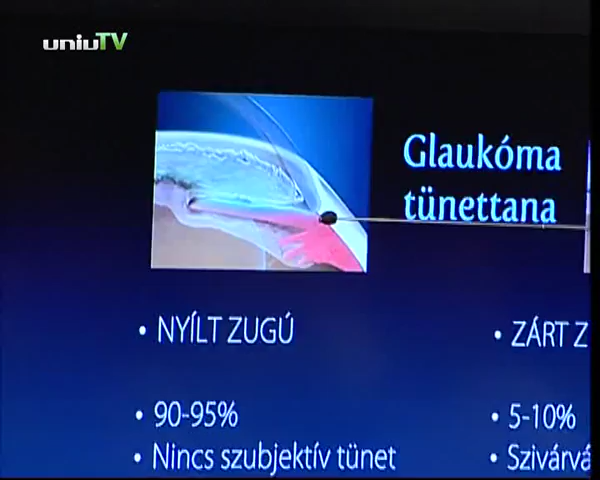 uniuTV
Glaukóma
tünettana
• NYÍLT ZUGÚ
• 90-95%
• Nincs szubjektív tünet
• ZÁRT Z
• 5-10%
• Szivárvá